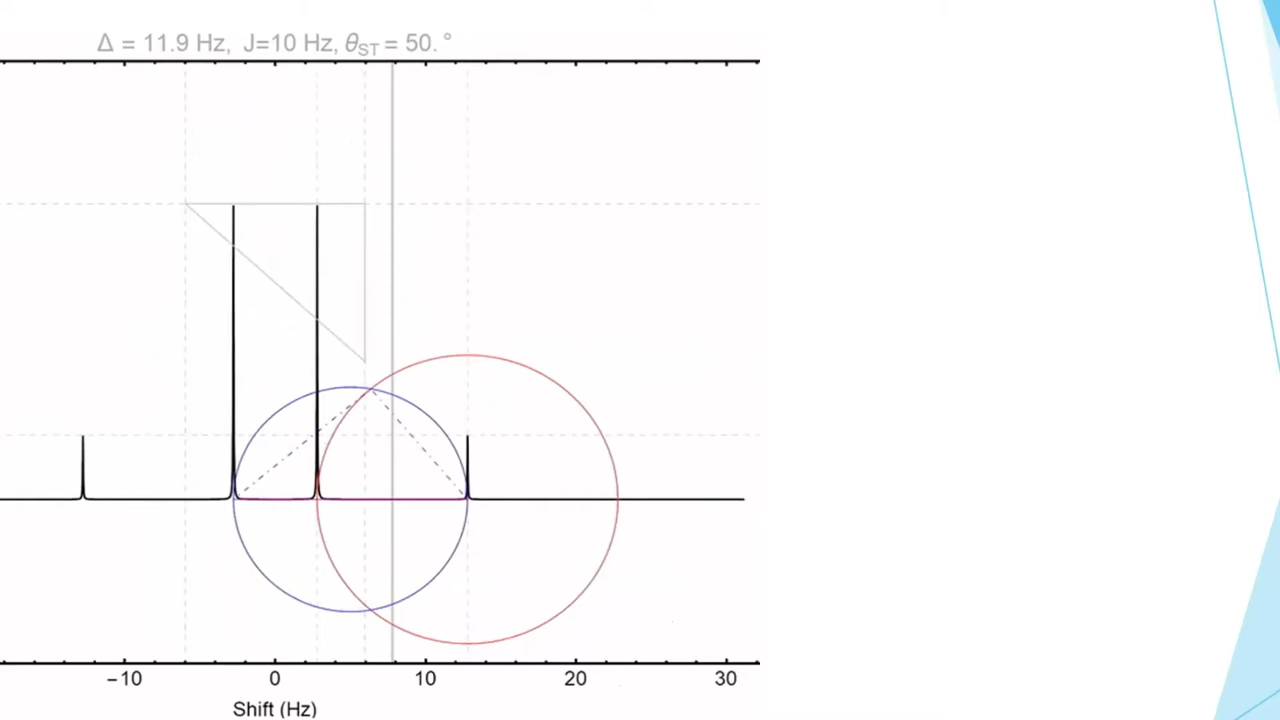 Δ = 11.9 Hz, J=10 Hz, θST = 50. °
−10 0 10 20 30
Shift (Hz)